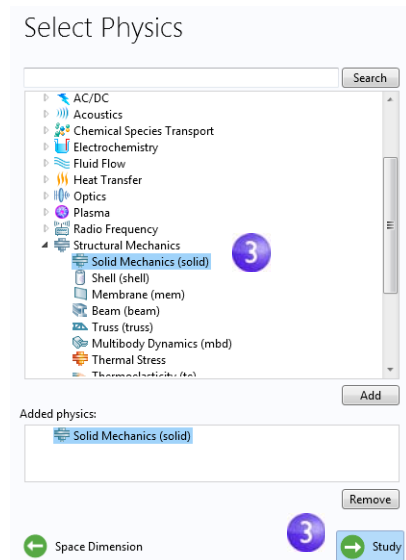 Select Physics
Search
AC/DC
Acoustics
Chemical Species Transport
Electrochemistry
Fluid Flow
Heat Transfer
Optics
Plasma
Radio Frequency
Structural Mechanics
Solid Mechanics (solid)
3
Shell (shell)
Membrane (mem)
Beam (beam)
Truss (truss)
Multibody Dynamics (mbd)
Thermal Stress
Thermoelasticity (te)
Add
Added physics:
Solid Mechanics (solid)
Remove
3
Space Dimension
Study